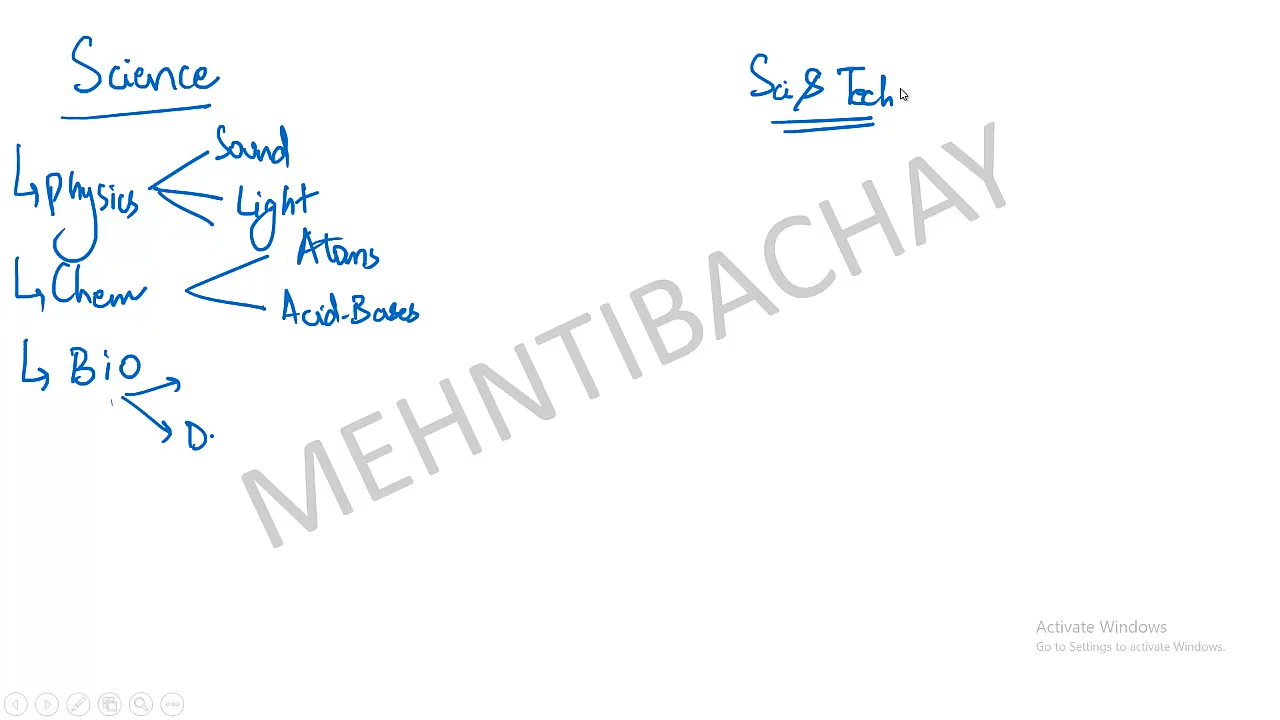 Science
Sci & Tech
Physics
Sound
Light
Chem
Atoms
Acid-Bases
BiO
D.
MEHNTIBACHAY
Activate Windows
Go to Settings to activate Windows.